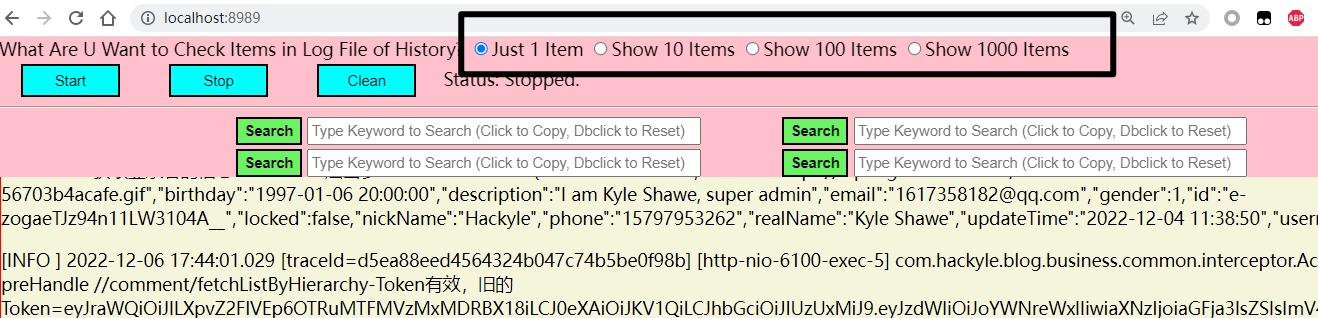 localhost:8989
ABP
What Are U Want to Check Items in Log File of History? Just 1 Item Show 10 Items Show 100 Items Show 1000 Items
Start Stop Clean Status: Stopped.
Search Type Keyword to Search (Click to Copy, Dbclick to Reset) Search Type Keyword to Search (Click to Copy, Dbclick to Reset)
Search Type Keyword to Search (Click to Copy, Dbclick to Reset) Search Type Keyword to Search (Click to Copy, Dbclick to Reset)
56703b4acafe.gif","birthday":"1997-01-06 20:00:00","description":"I am Kyle Shawe, super admin","email":"1617358182@qq.com","gender":1,"id":"e-
zogaeTJz94n11LW3104A__","locked":false,"nickName":"Hackyle","phone":"15797953262","realName":"Kyle Shawe","updateTime":"2022-12-04 11:38:50","usern
[INFO ] 2022-12-06 17:44:01.029 [traceId=d5ea88eed4564324b047c74b5be0f98b] [http-nio-6100-exec-5] com.hackyle.blog.business.common.interceptor.Ac
preHandle //comment/fetchListByHierarchy-Token有效，旧的